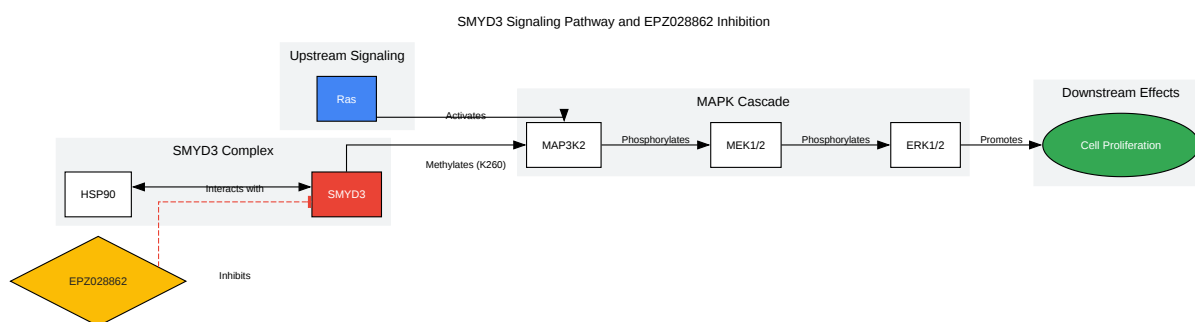 SMYD3 Signaling Pathway and EPZ028862 Inhibition
Upstream Signaling
Ras
Activates
SMYD3 Complex
HSP90
Interacts with
SMYD3
Methylates (K260)
MAPK Cascade
MAP3K2
Phosphorylates
MEK1/2
Phosphorylates
ERK1/2
Promotes
Downstream Effects
Cell Proliferation
EPZ028862
Inhibits